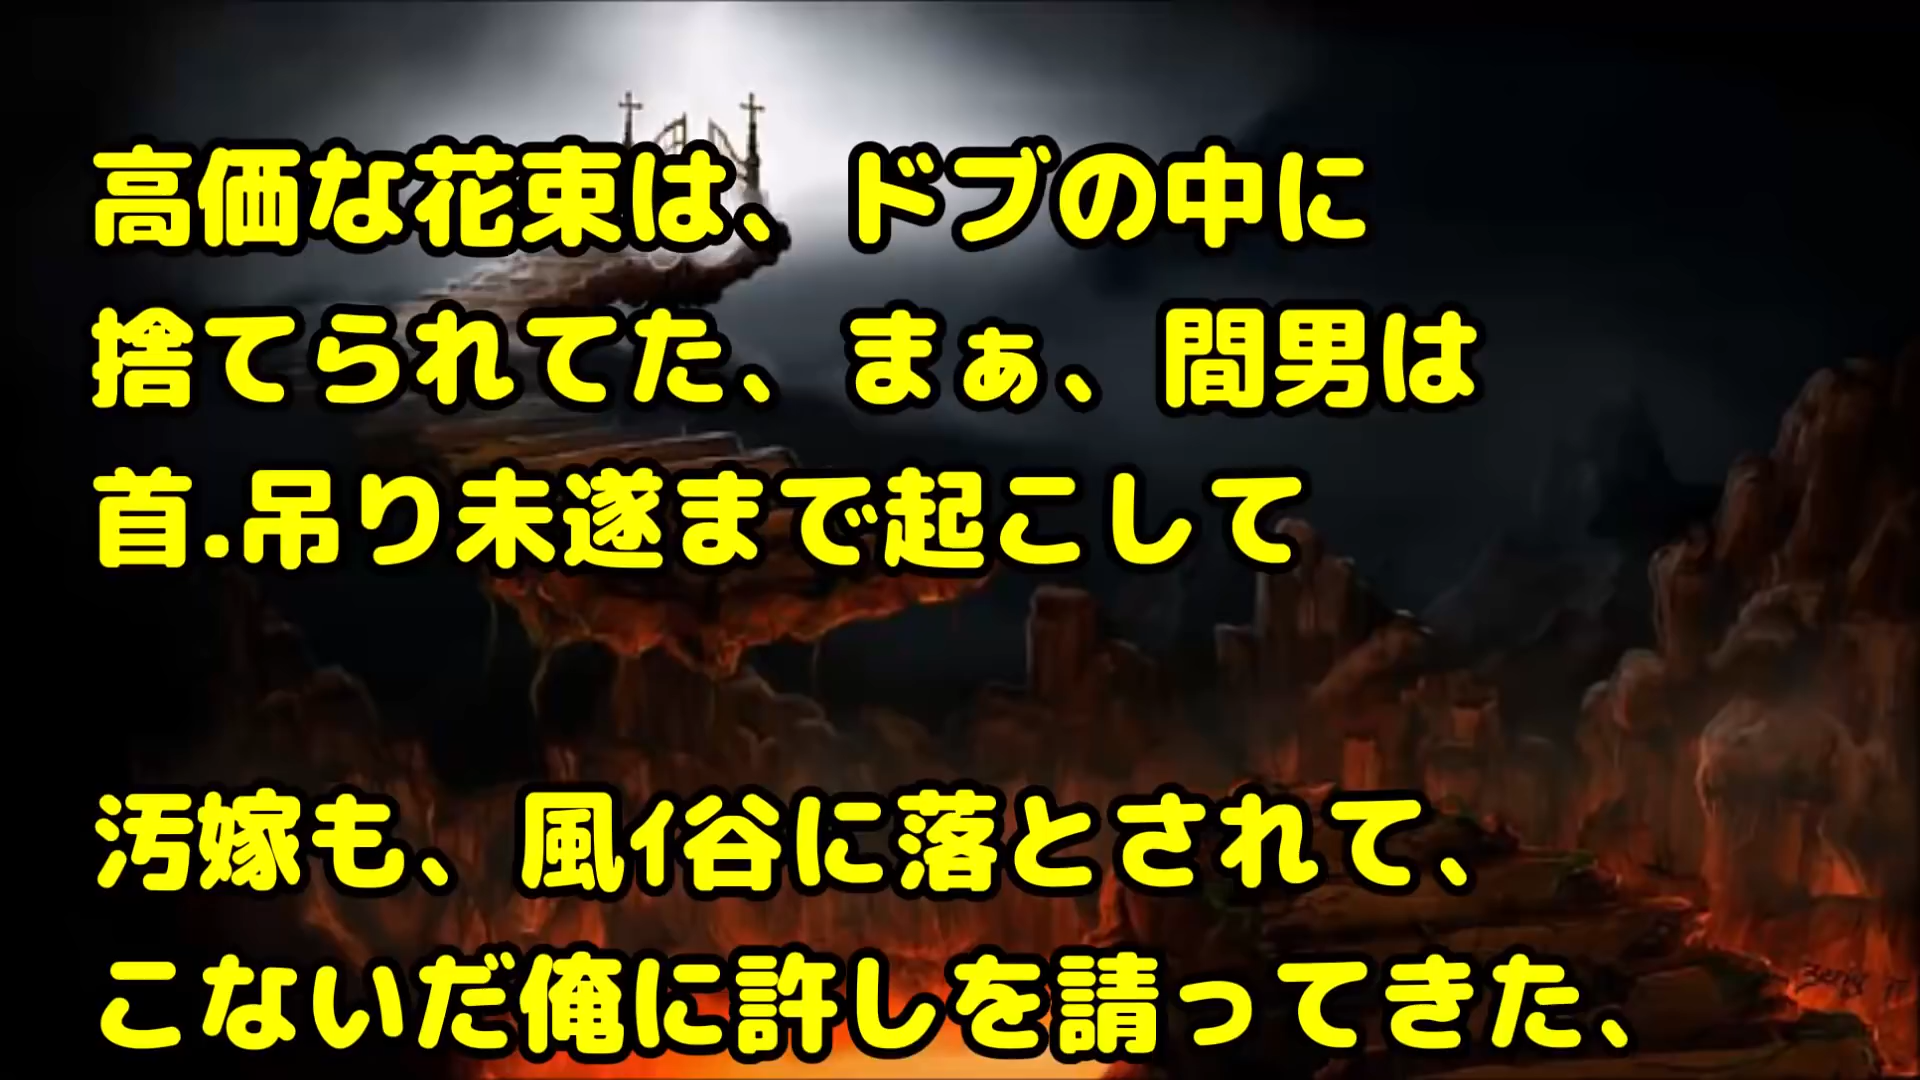 高価な花束は、ドブの中に
捨てられてた、まぁ、間男は
首.吊り未遂まで起こして
汚嫁も、風イ谷に落とされて、
こないだ俺に許しを請ってきた、